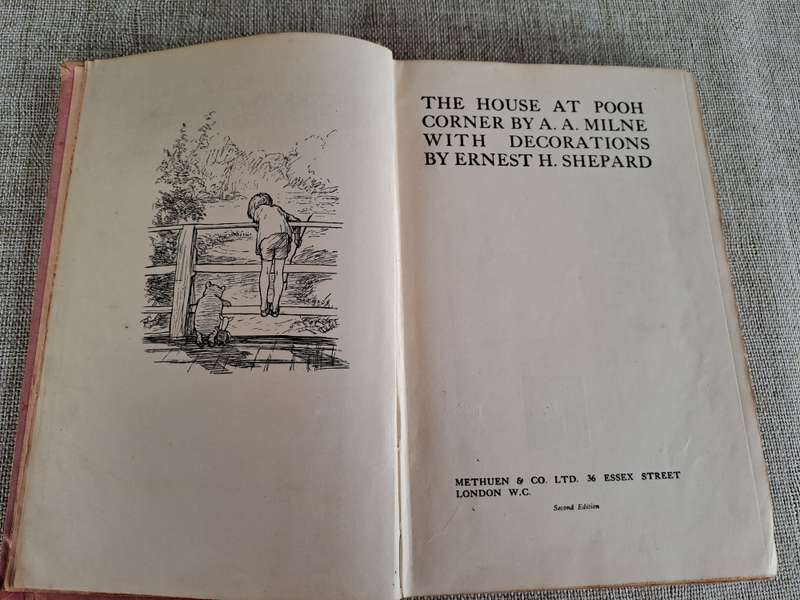 THE HOUSE AT POOH
CORNER BY A. A. MILNE
WITH DECORATIONS
BY ERNEST H. SHEPARD
METHUEN & CO. LTD. 36 ESSEX STREET
LONDON W.C.
Second Edition